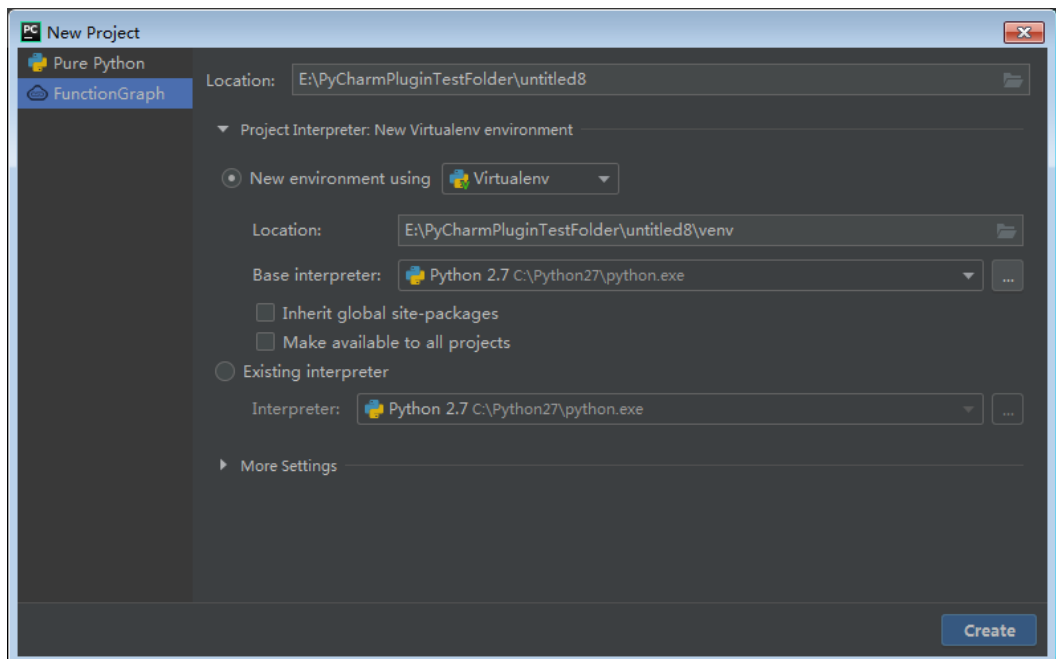 PC New Project
Pure Python
FunctionGraph
Location: E:\PyCharmPluginTestFolder\untitled8
Project Interpreter: New Virtualenv environment
New environment using Virtualenv
Location: E:\PyCharmPluginTestFolder\untitled8\venv
Base interpreter: Python 2.7 C:\Python27\python.exe ...
Inherit global site-packages
Make available to all projects
Existing interpreter
Interpreter: Python 2.7 C:\Python27\python.exe ...
More Settings
Create